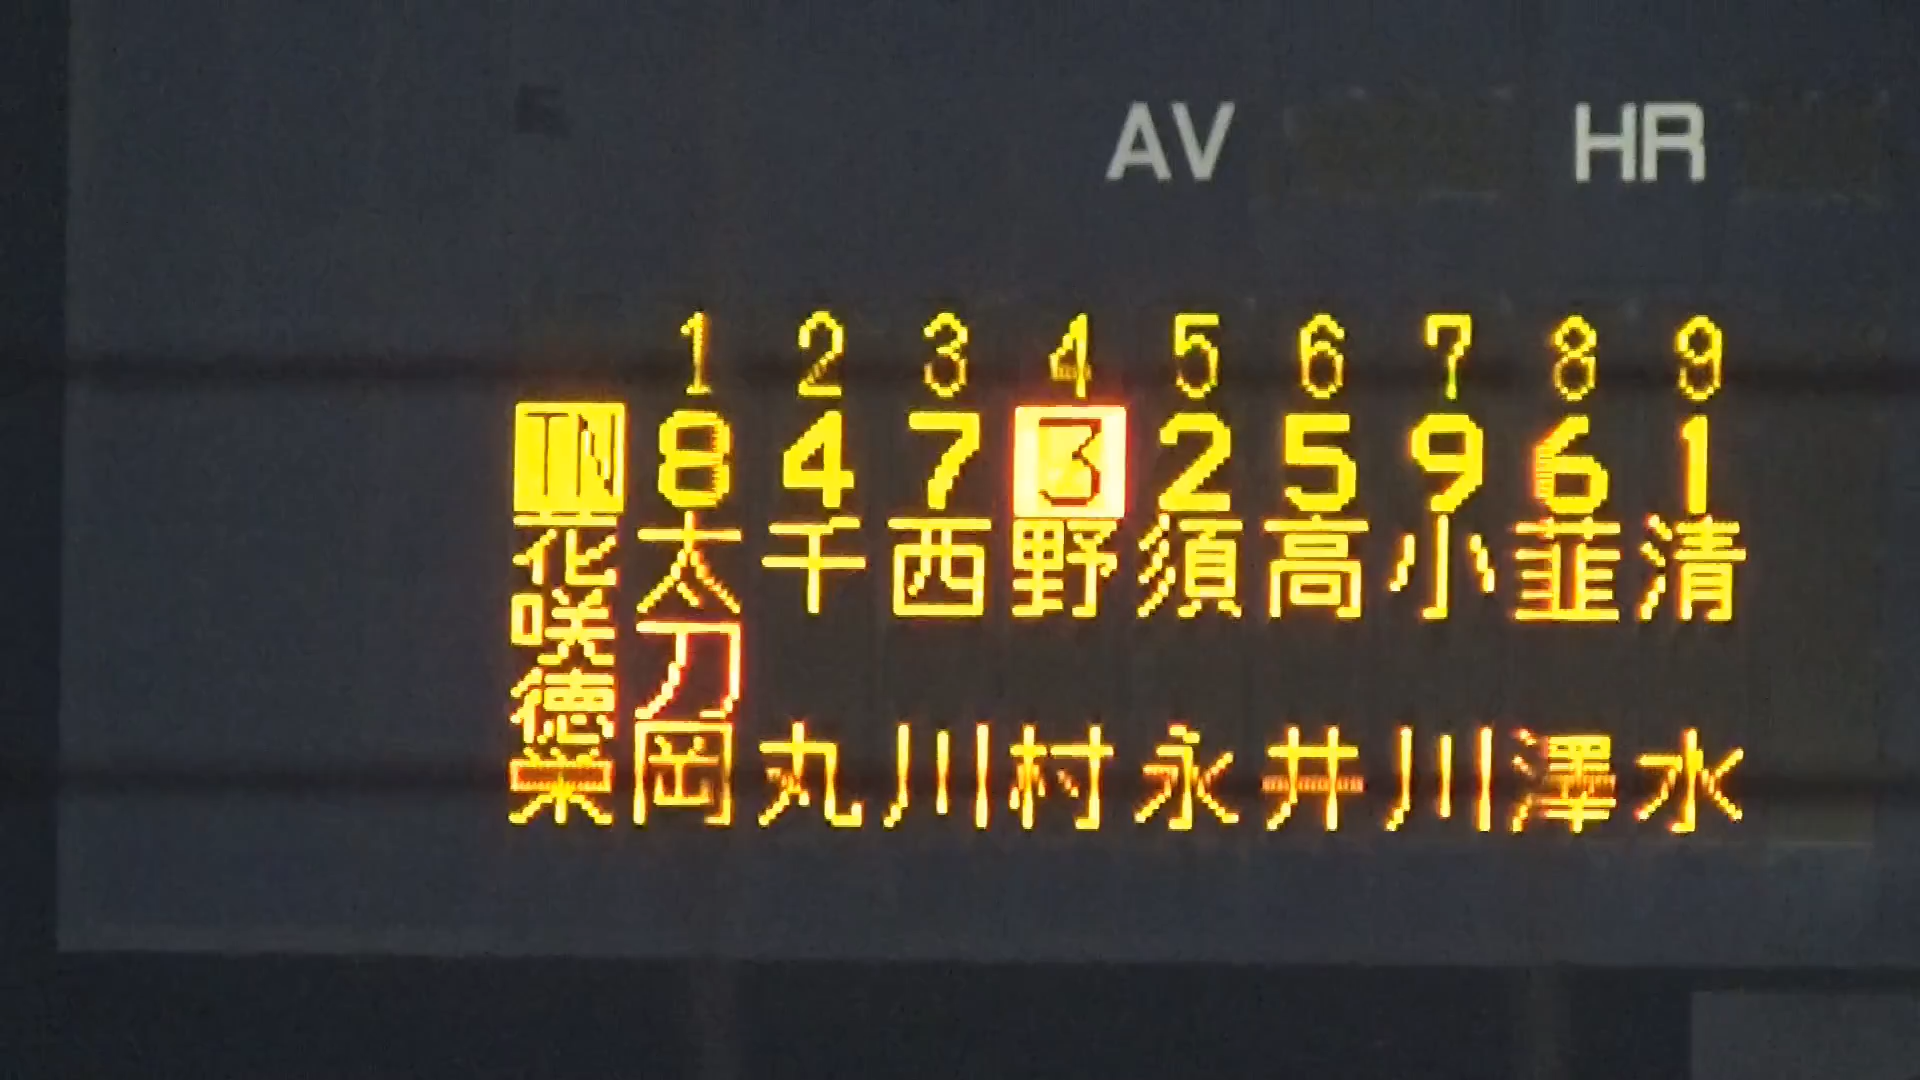 AV HR
1 2 3 4 5 6 7 8 9
8 4 7 3 2 5 9 6 1
花咲徳栄
太刀岡
千丸
西川
野村
須永
高井
小川
韮澤
清水